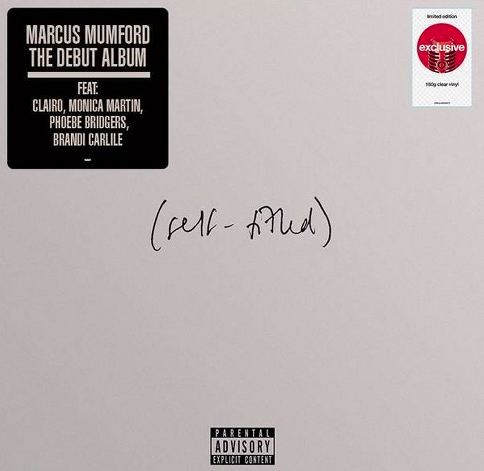 MARCUS MUMFORD
THE DEBUT ALBUM
FEAT:
CLAIRO, MONICA MARTIN,
PHOEBE BRIDGERS,
BRANDI CARLILE
limited edition
exclusive
180g clear vinyl
(self-titled)
PARENTAL
ADVISORY
EXPLICIT CONTENT